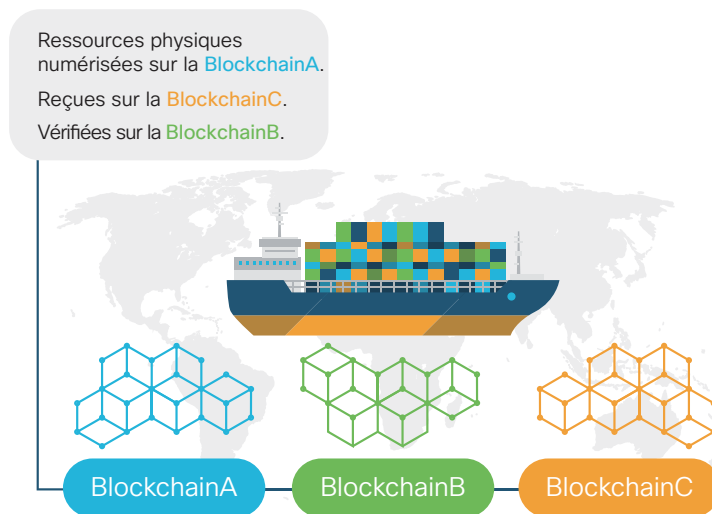 Ressources physiques
numérisées sur la BlockchainA.
Reçues sur la BlockchainC.
Vérifiées sur la BlockchainB.
BlockchainA
BlockchainB
BlockchainC